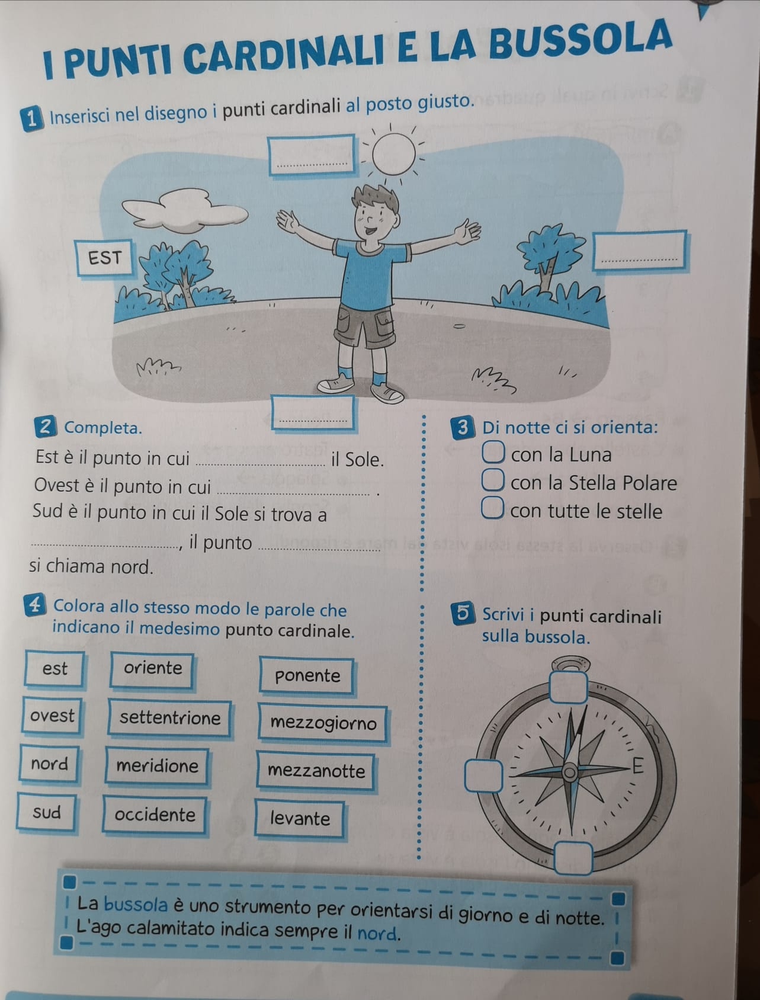 I PUNTI CARDINALI E LA BUSSOLA
1 Inserisci nel disegno i punti cardinali al posto giusto.
EST
2 Completa.
Est è il punto in cui il Sole.
Ovest è il punto in cui .
Sud è il punto in cui il Sole si trova a
, il punto
si chiama nord.
3 Di notte ci si orienta:
con la Luna
con la Stella Polare
con tutte le stelle
4 Colora allo stesso modo le parole che
indicano il medesimo punto cardinale.
est oriente ponente
ovest settentrione mezzogiorno
nord meridione mezzanotte
sud occidente levante
5 Scrivi i punti cardinali
sulla bussola.
E
La bussola è uno strumento per orientarsi di giorno e di notte.
L'ago calamitato indica sempre il nord.